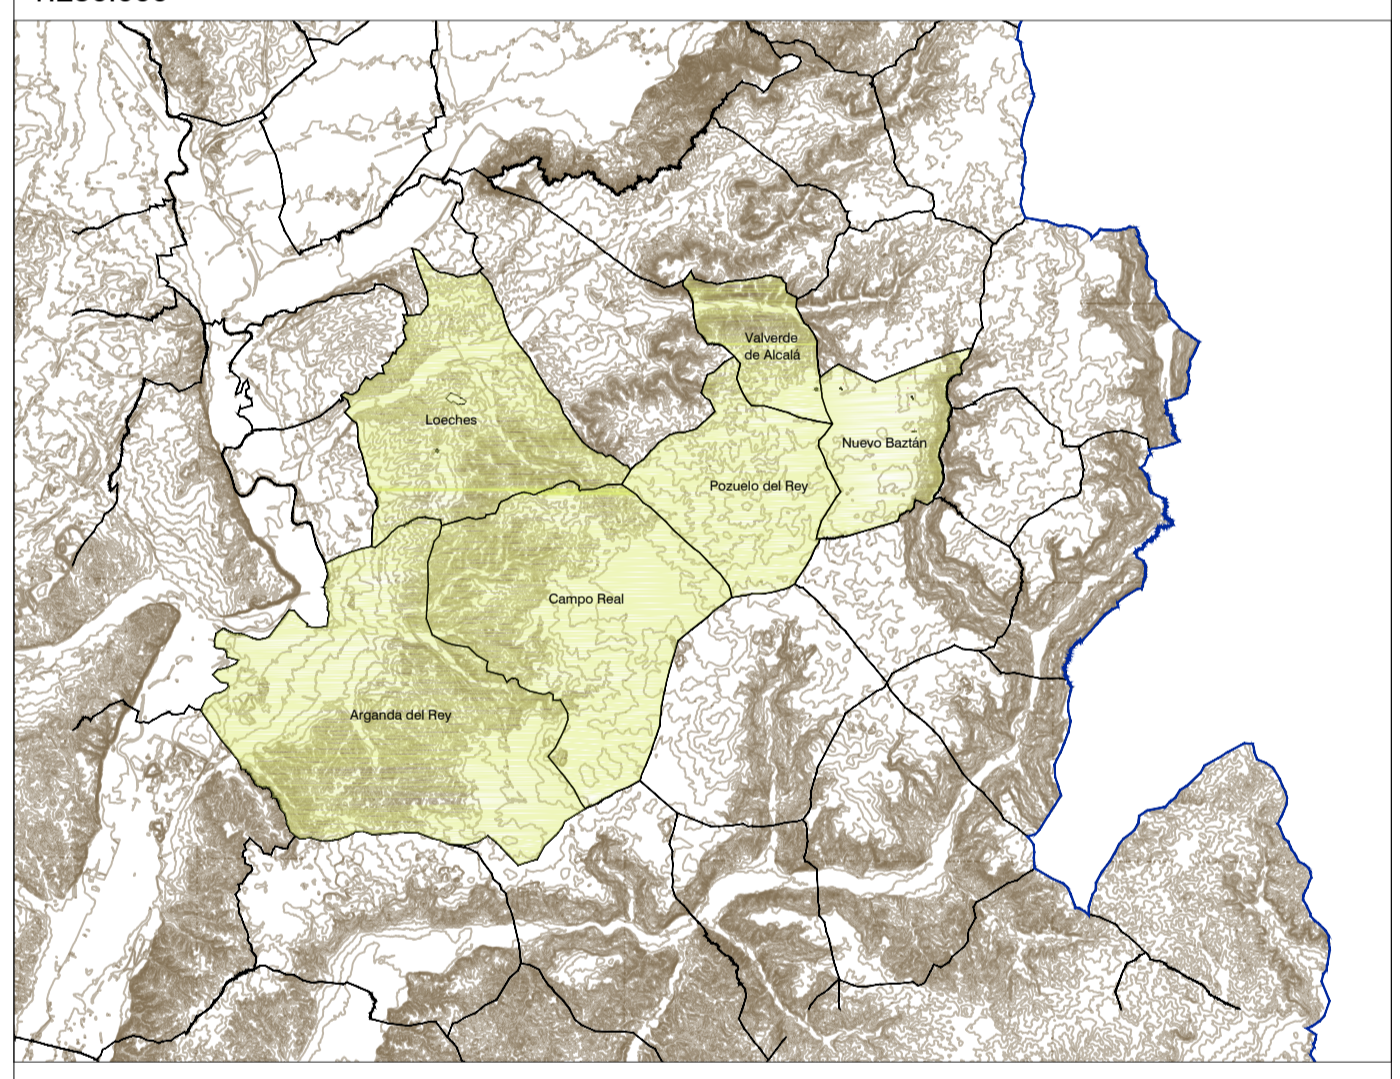 Valverde
de Alcalá
Loeches
Nuevo Baztán
Pozuelo del Rey
Campo Real
Arganda del Rey